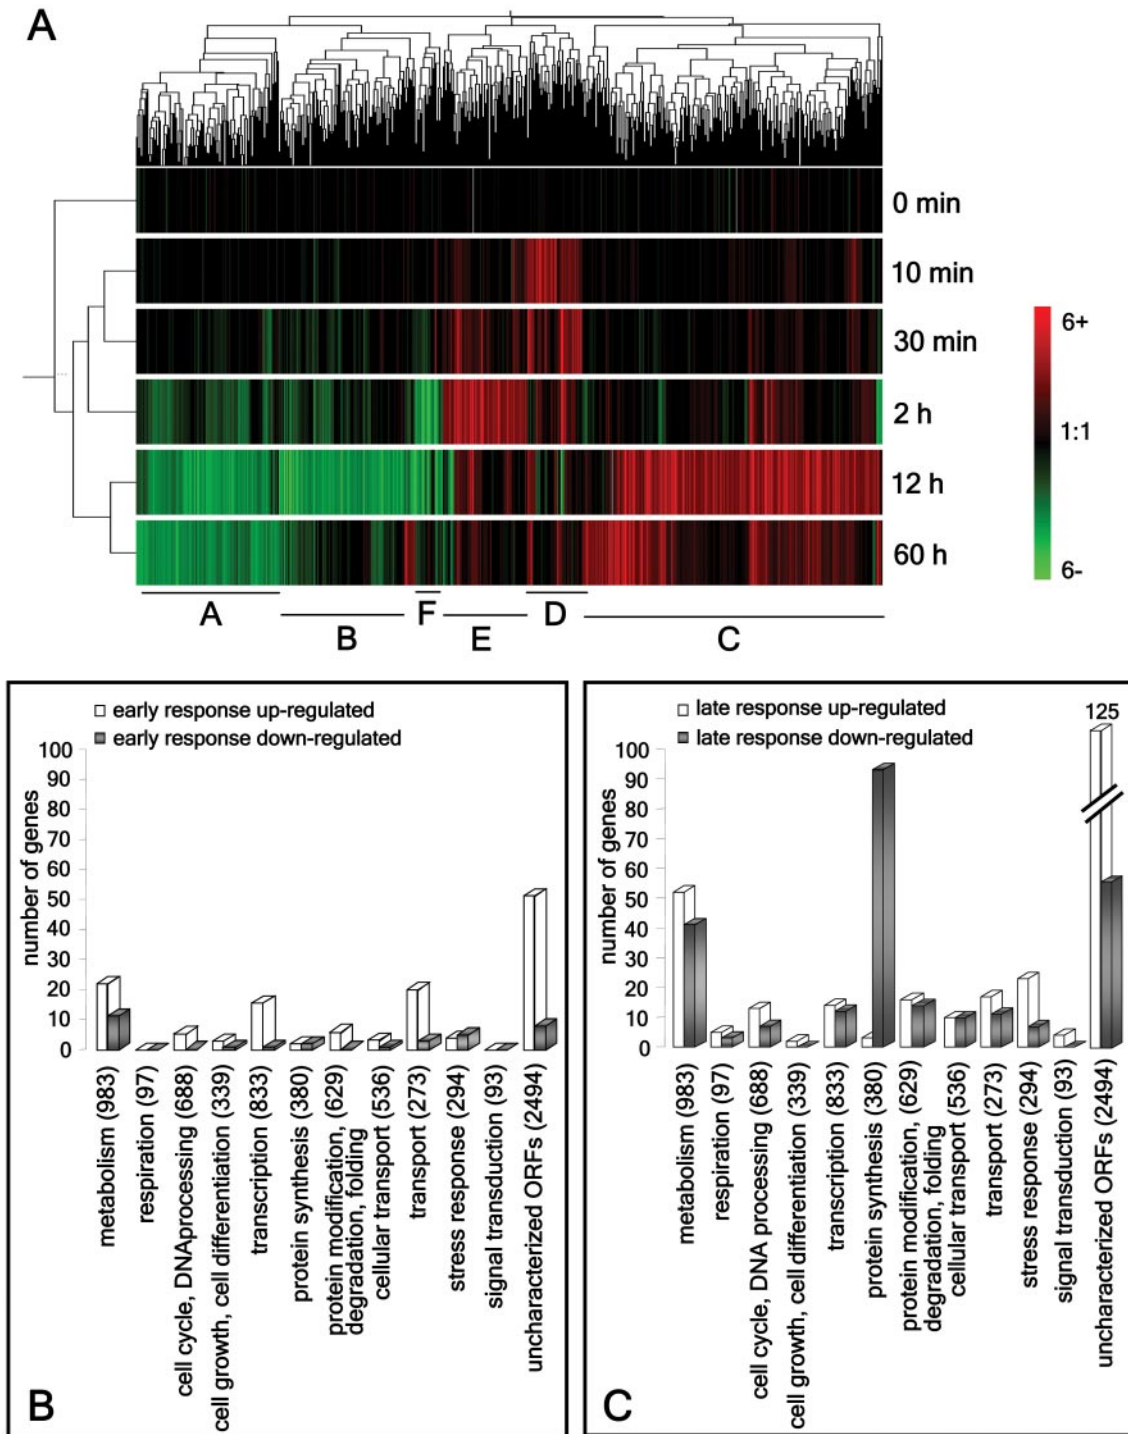 A
0 min
10 min
30 min
2 h
12 h
60 h
6+
1:1
6-
A
B
F
E
D
C
early response up-regulated
early response down-regulated
number of genes
100
90
80
70
60
50
40
30
20
10
0
metabolism (983)
respiration (97)
cell cycle, DNAprocessing (688)
cell growth, cell differentiation (339)
transcription (833)
protein synthesis (380)
protein modification,
degradation, folding (629)
cellular transport (536)
transport (273)
stress response (294)
signal transduction (93)
uncharacterized ORFs (2494)
B
late response up-regulated
late response down-regulated
125
number of genes
100
90
80
70
60
50
40
30
20
10
0
metabolism (983)
respiration (97)
cell cycle, DNA processing (688)
cell growth, cell differentiation (339)
transcription (833)
protein synthesis (380)
protein modification,
degradation, folding (629)
cellular transport (536)
transport (273)
stress response (294)
signal transduction (93)
uncharacterized ORFs (2494)
C